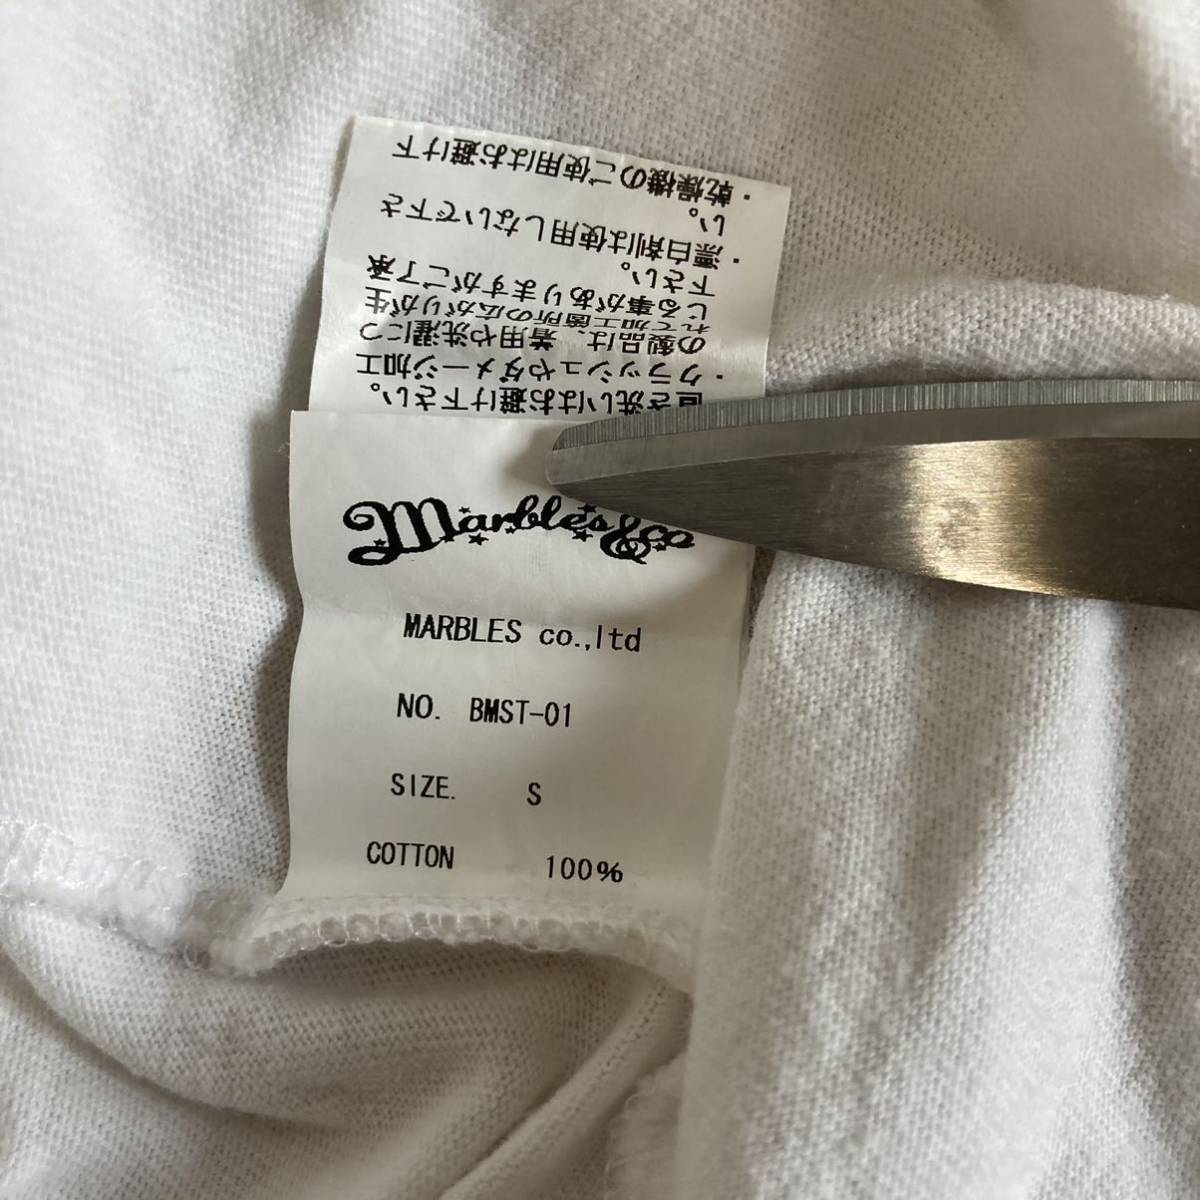 Marbles & co
MARBLES co.,ltd
NO. BMST-01
SIZE. S
COTTON 100%
直き洗いはお避け下さい。
・クラッシュやダメージ加工
の製品は、着用や洗濯につ
れて加工箇所の広がりが生
じる事がありますがご了承
下さい。
・漂白剤は使用しないで下さ
い。
・乾燥機のご使用はお避け下